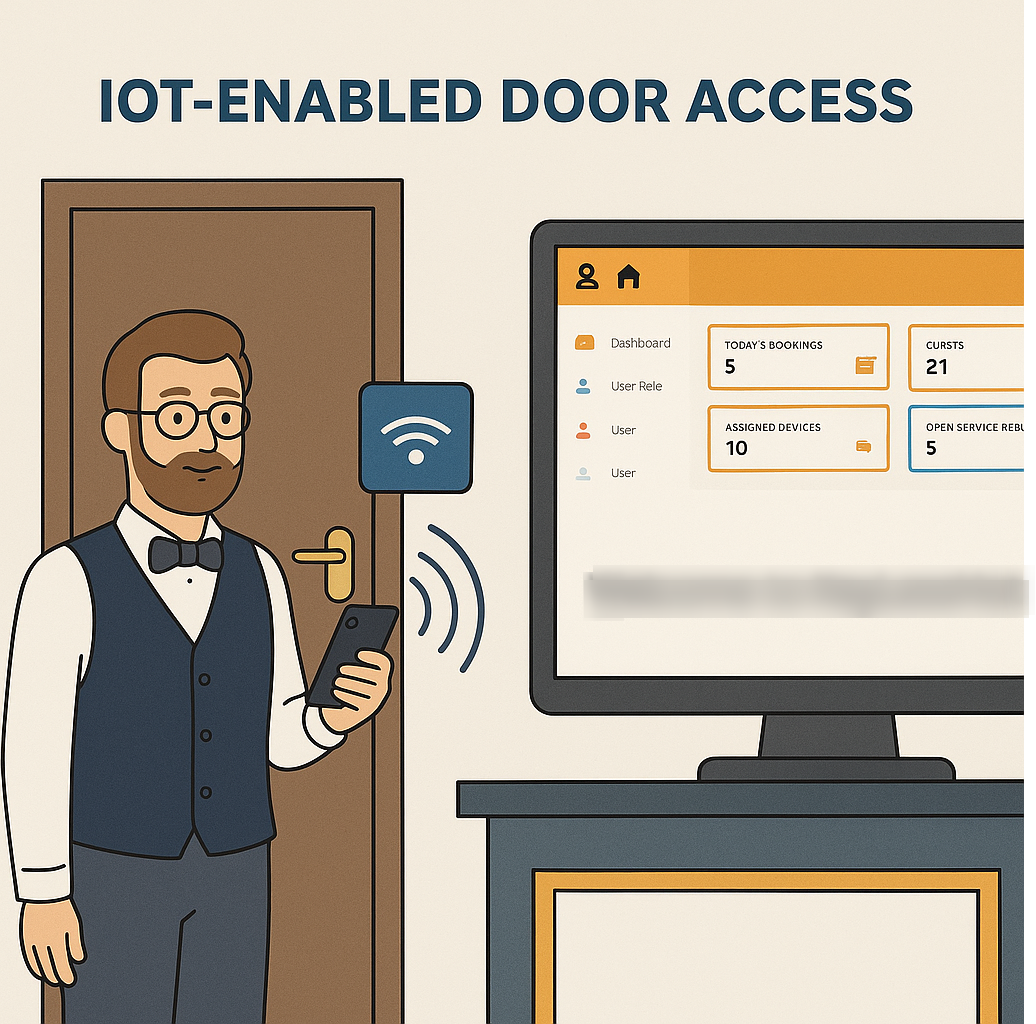 IOT-ENABLED DOOR ACCESS
Dashboard
User Rele
User
User
TODAY'S BOOKINGS
5
CURSTS
21
ASSIGNED DEVICES
10
OPEN SERVICE REBU
5